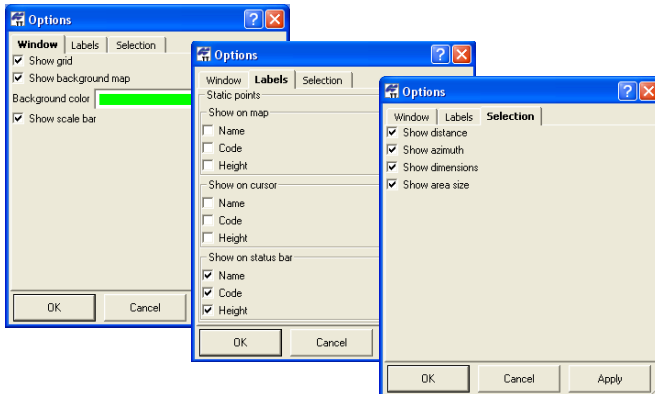 Options
Window Labels Selection
Show grid
Show background map
Background color
Show scale bar
OK Cancel
Options
Window Labels Selection
Static points
Show on map
Name
Code
Height
Show on cursor
Name
Code
Height
Show on status bar
Name
Code
Height
OK Cancel
Options
Window Labels Selection
Show distance
Show azimuth
Show dimensions
Show area size
OK Cancel Apply